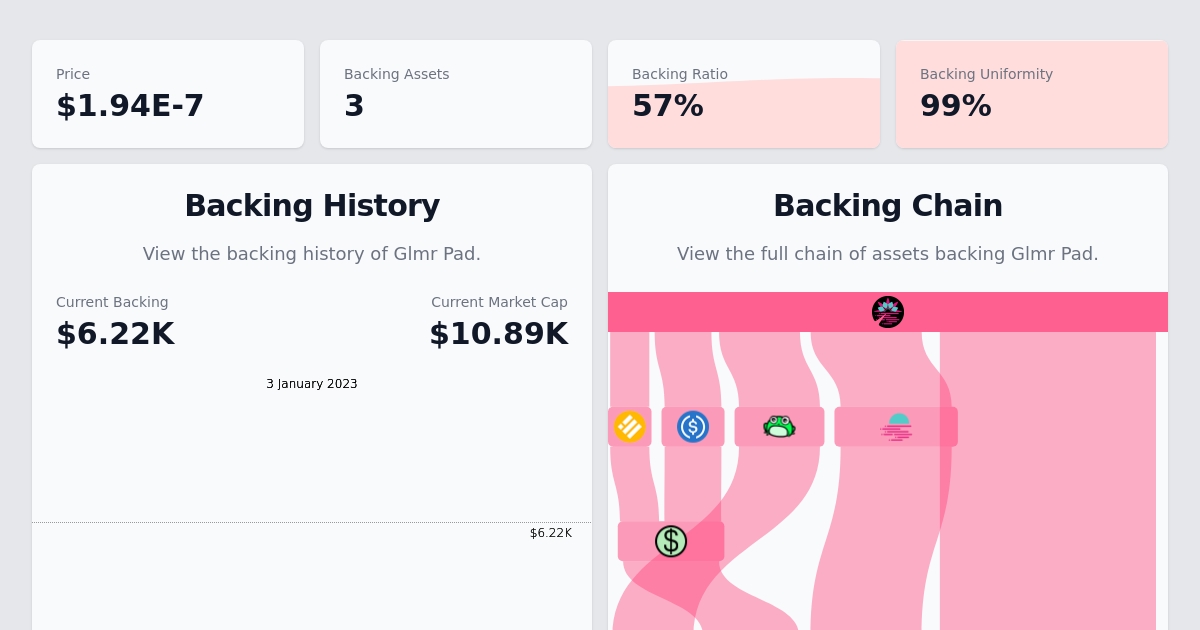 Price
$1.94E-7
Backing Assets
3
Backing Ratio
57%
Backing Uniformity
99%
Backing History
View the backing history of Glmr Pad.
Current Backing
$6.22K
Current Market Cap
$10.89K
3 January 2023
$6.22K
Backing Chain
View the full chain of assets backing Glmr Pad.
$
$